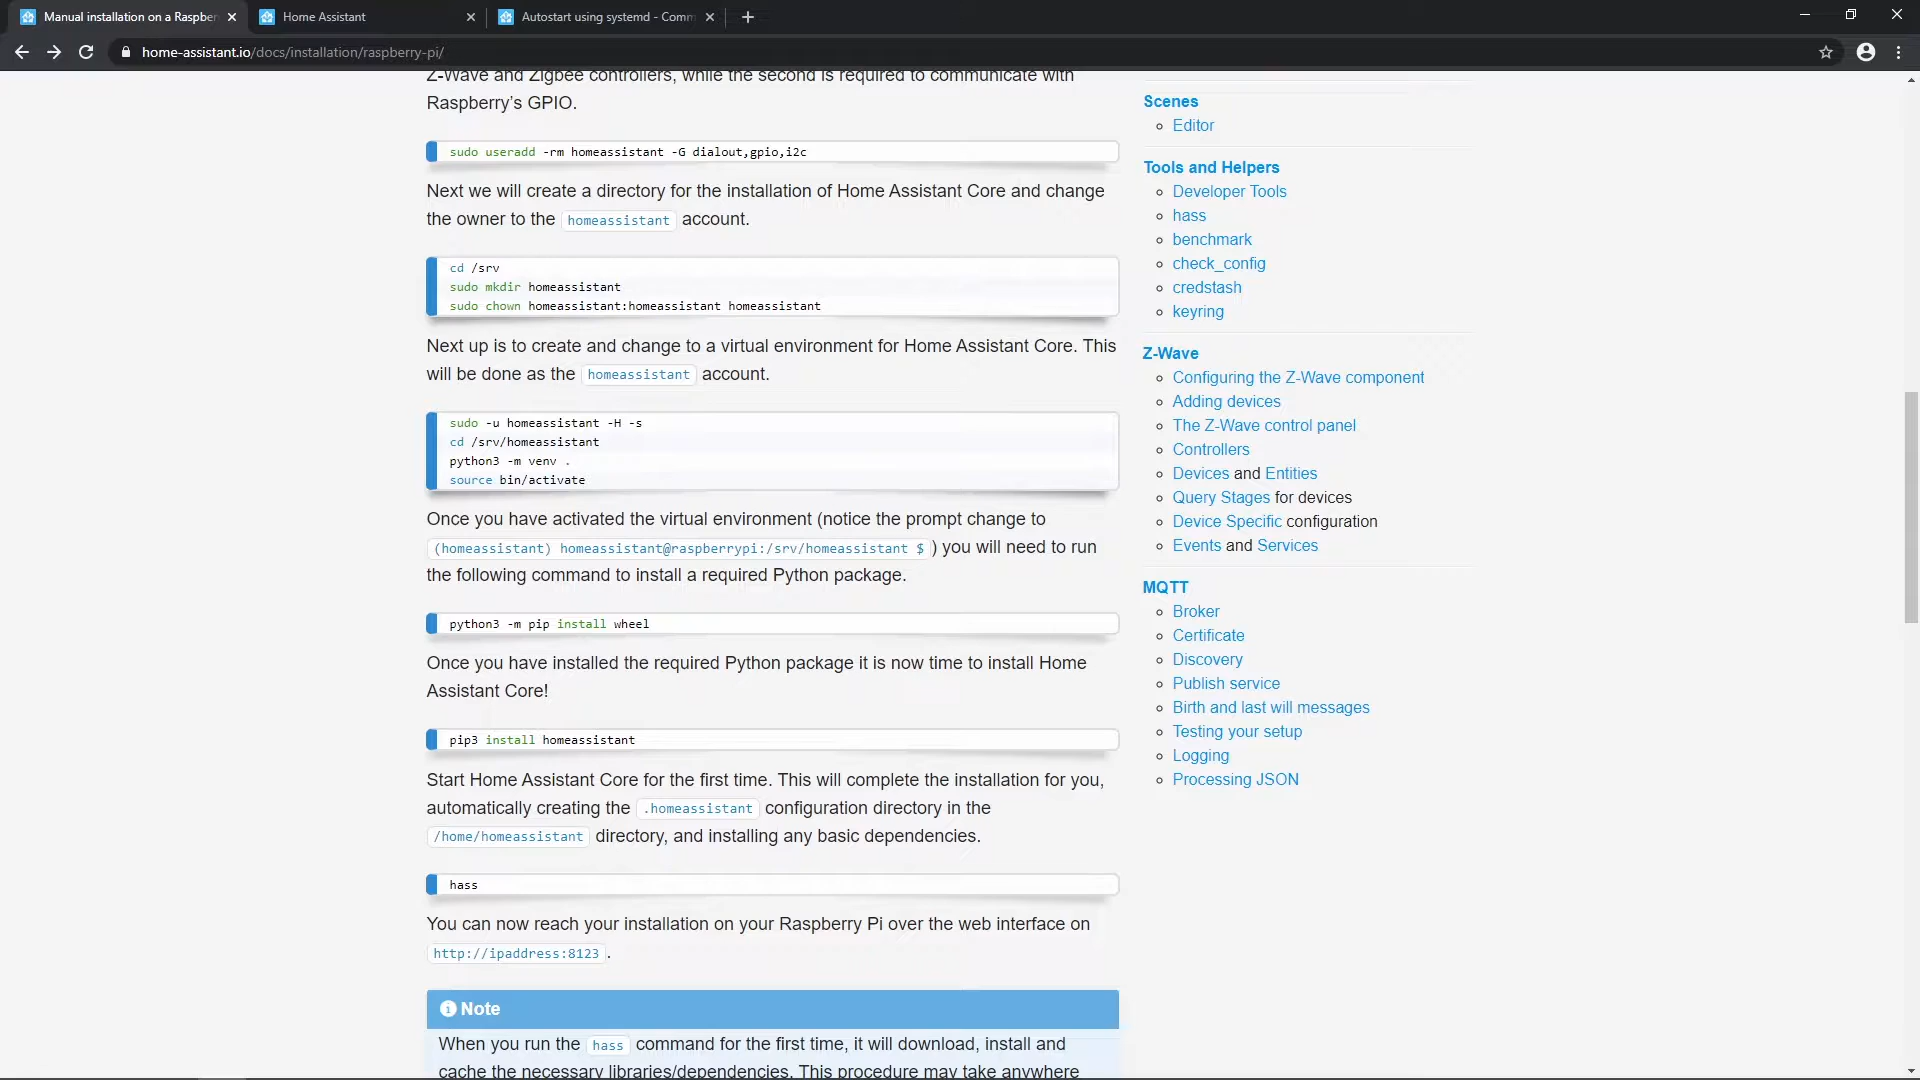 Manual installation on a Raspber
Home Assistant
Autostart using systemd - Comm
home-assistant.io/docs/installation/raspberry-pi/
Z-Wave and Zigbee controllers, while the second is required to communicate with
Raspberry’s GPIO.
sudo useradd -rm homeassistant -G dialout,gpio,i2c
Next we will create a directory for the installation of Home Assistant Core and change
the owner to the homeassistant account.
cd /srv
sudo mkdir homeassistant
sudo chown homeassistant:homeassistant homeassistant
Next up is to create and change to a virtual environment for Home Assistant Core. This
will be done as the homeassistant account.
sudo -u homeassistant -H -s
cd /srv/homeassistant
python3 -m venv .
source bin/activate
Once you have activated the virtual environment (notice the prompt change to
(homeassistant) homeassistant@raspberrypi:/srv/homeassistant $ ) you will need to run
the following command to install a required Python package.
python3 -m pip install wheel
Once you have installed the required Python package it is now time to install Home
Assistant Core!
pip3 install homeassistant
Start Home Assistant Core for the first time. This will complete the installation for you,
automatically creating the .homeassistant configuration directory in the
/home/homeassistant directory, and installing any basic dependencies.
hass
You can now reach your installation on your Raspberry Pi over the web interface on
http://ipaddress:8123 .
Note
When you run the hass command for the first time, it will download, install and
cache the necessary libraries/dependencies. This procedure may take anywhere
Scenes
Editor
Tools and Helpers
Developer Tools
hass
benchmark
check_config
credstash
keyring
Z-Wave
Configuring the Z-Wave component
Adding devices
The Z-Wave control panel
Controllers
Devices and Entities
Query Stages for devices
Device Specific configuration
Events and Services
MQTT
Broker
Certificate
Discovery
Publish service
Birth and last will messages
Testing your setup
Logging
Processing JSON